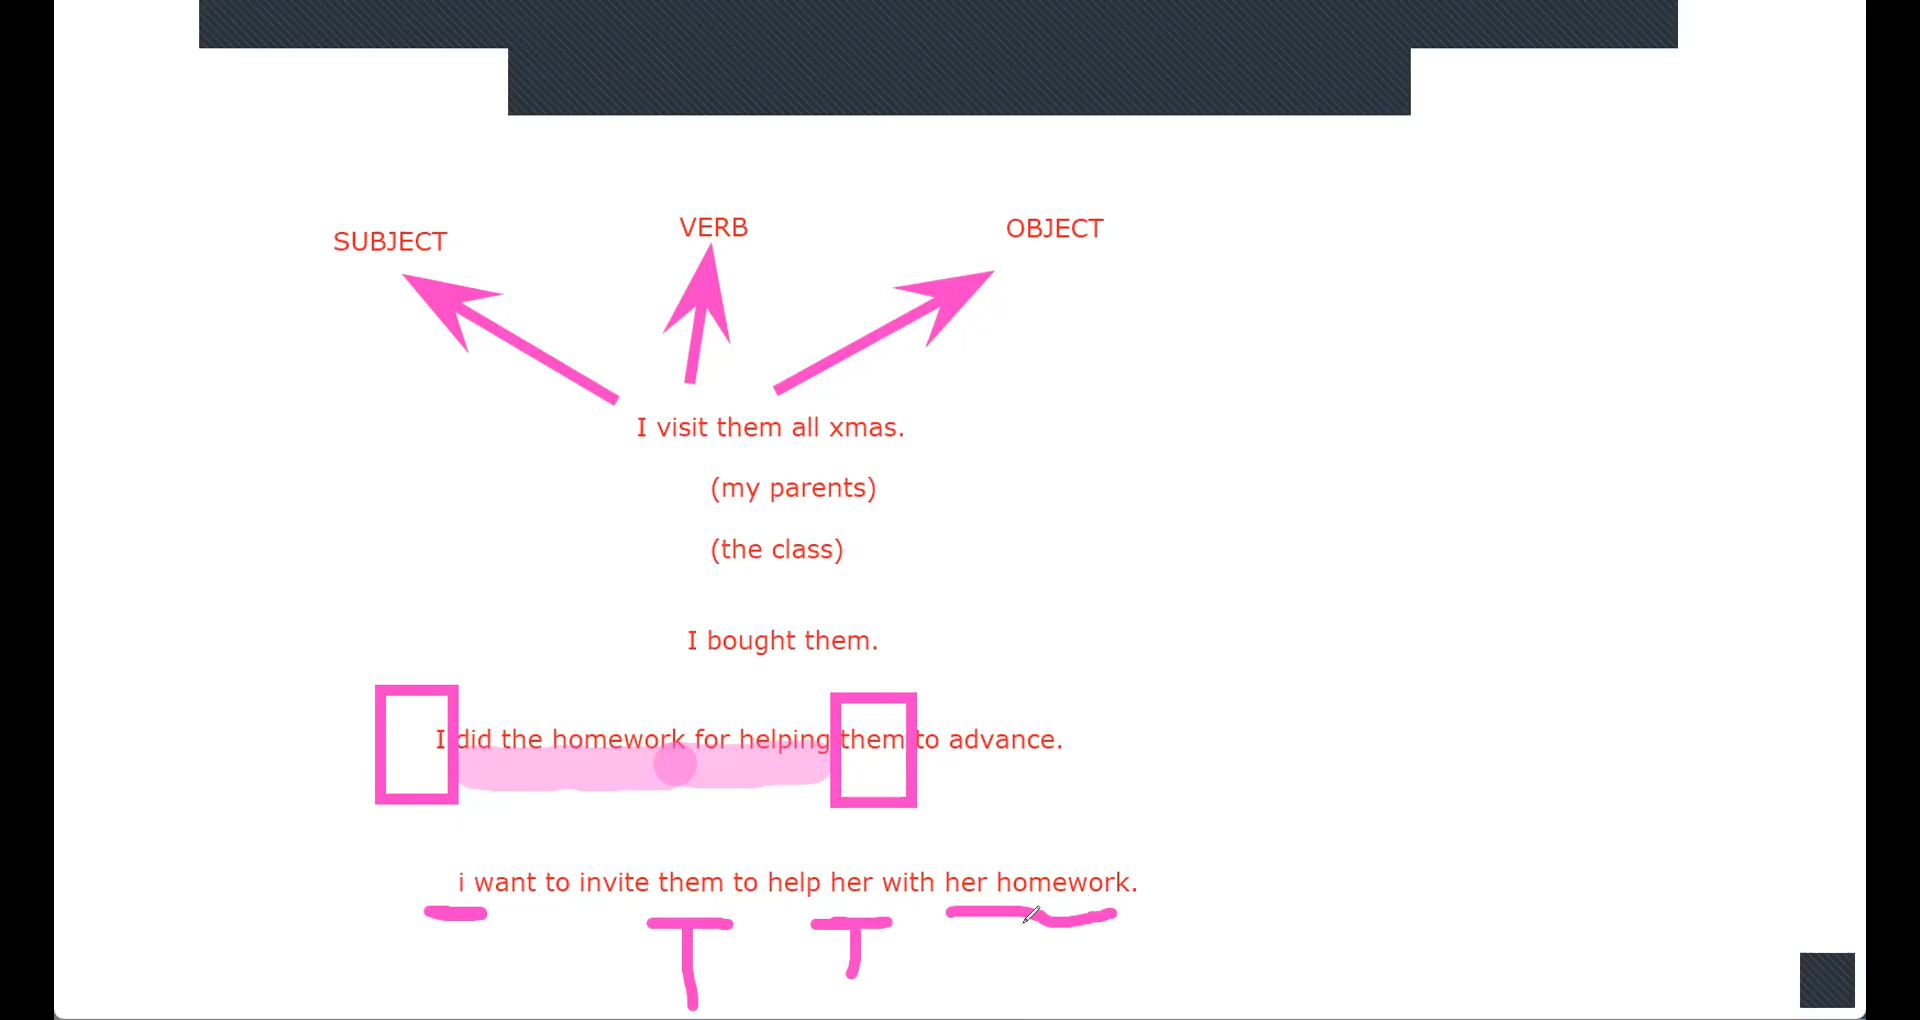 SUBJECT VERB OBJECT
I visit them all xmas.
(my parents)
(the class)
I bought them.
I did the homework for helping them to advance.
i want to invite them to help her with her homework.